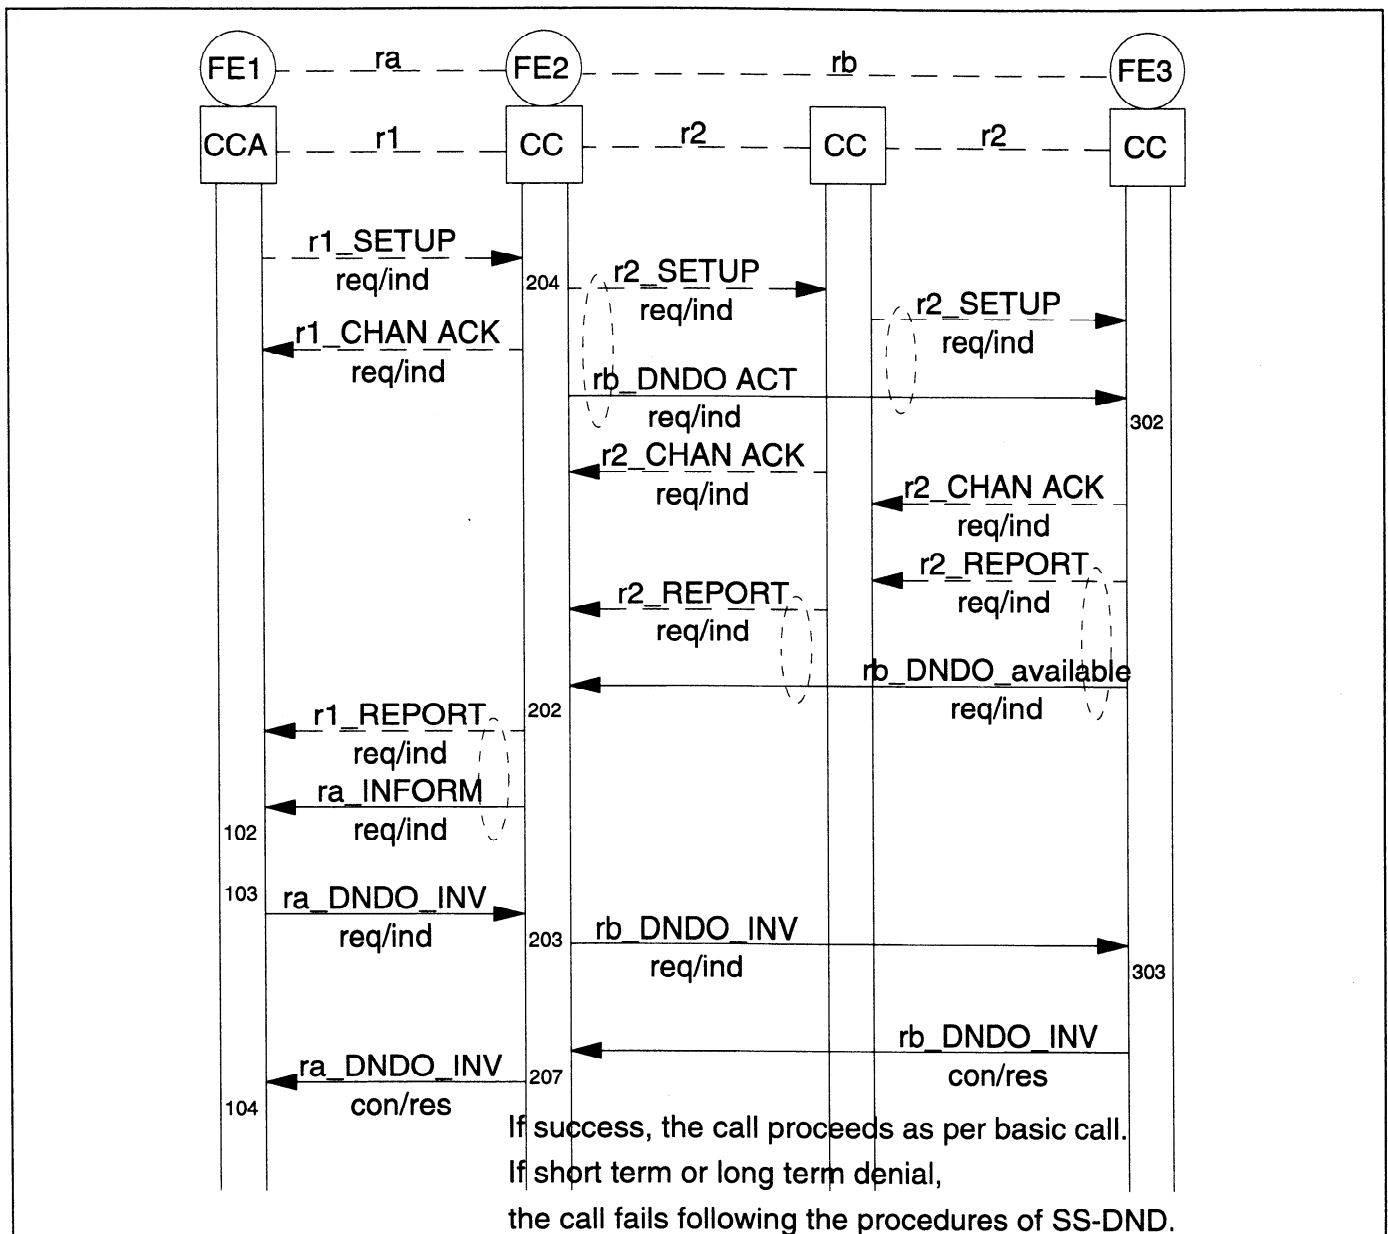 FE1 ra FE2 rb FE3
CCA r1 CC r2 CC r2 CC
r1_SETUP
req/ind
204
r2_SETUP
req/ind
r2_SETUP
req/ind
r1_CHAN ACK
req/ind
rb_DNDO ACT
req/ind
302
r2_CHAN ACK
req/ind
r2_CHAN ACK
req/ind
r2_REPORT
req/ind
r2_REPORT
req/ind
rb_DNDO_available
req/ind
202
r1_REPORT
req/ind
ra_INFORM
req/ind
102
103
ra_DNDO_INV
req/ind
203
rb_DNDO_INV
req/ind
303
rb_DNDO_INV
con/res
207
ra_DNDO_INV
con/res
104
If success, the call proceeds as per basic call.
If short term or long term denial,
the call fails following the procedures of SS-DND.